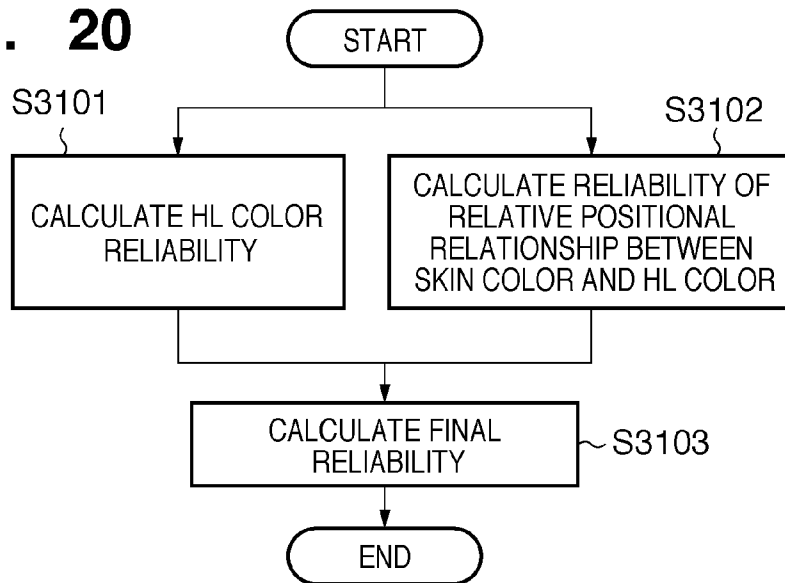 . 20
START
S3101
S3102
CALCULATE HL COLOR
RELIABILITY
CALCULATE RELIABILITY OF
RELATIVE POSITIONAL
RELATIONSHIP BETWEEN
SKIN COLOR AND HL COLOR
CALCULATE FINAL
RELIABILITY
S3103
END